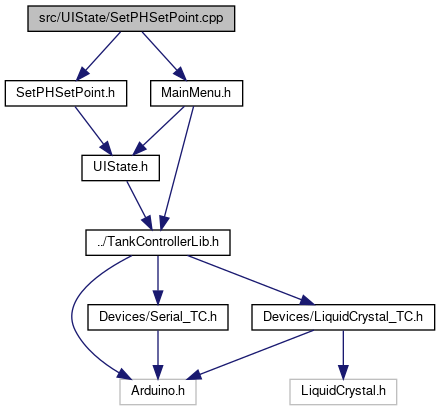 src/UIState/SetPHSetPoint.cpp
SetPHSetPoint.h
MainMenu.h
UIState.h
../TankControllerLib.h
Devices/Serial_TC.h
Devices/LiquidCrystal_TC.h
Arduino.h
LiquidCrystal.h